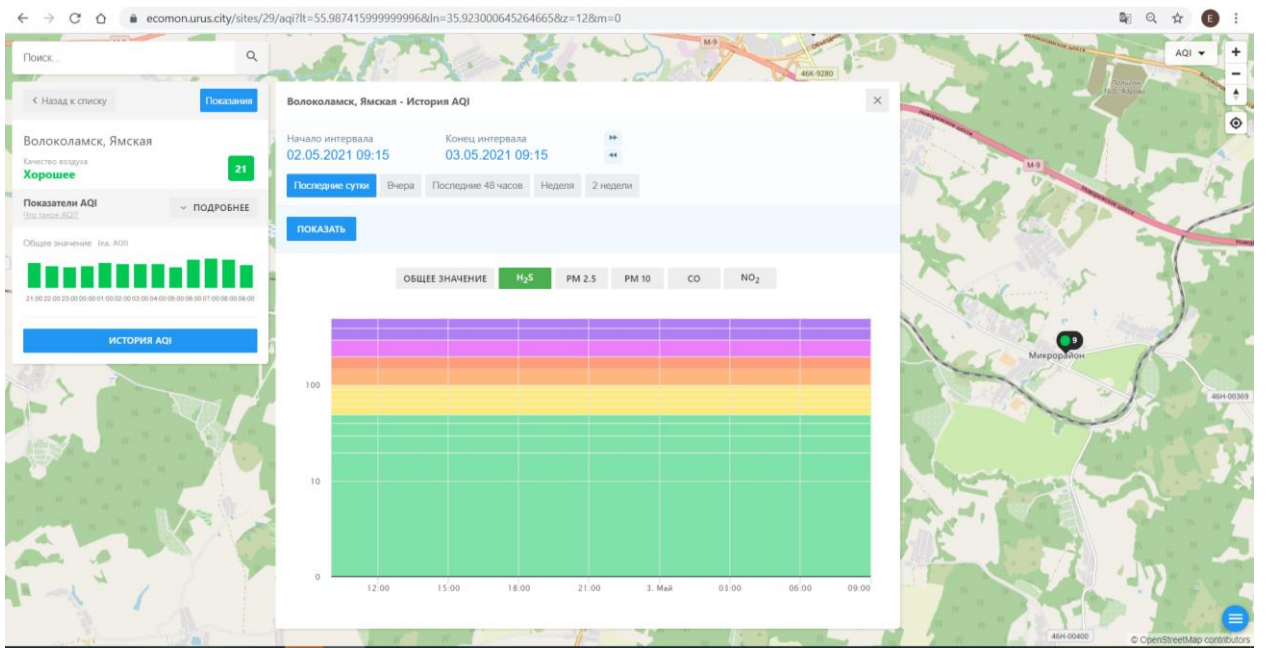 ecomon.urus.city/sites/29/aqi?lt=55.987415999999996&ln=35.923000645264665&z=12&m=0
E
Поиск...
AQI
+
−
Назад к списку
Показания
Волоколамск, Ямская
Качество воздуха
Хорошее
21
Показатели AQI
Что такое AQI?
ПОДРОБНЕЕ
Общее значение (ед. AQI)
21:00 22:00 23:00 00:00 01:00 02:00 03:00 04:00 05:00 06:00 07:00 08:00 09:00
ИСТОРИЯ AQI
Волоколамск, Ямская - История AQI
×
Начало интервала
Конец интервала
02.05.2021 09:15
03.05.2021 09:15
Последние сутки
Вчера
Последние 48 часов
Неделя
2 недели
ПОКАЗАТЬ
ОБЩЕЕ ЗНАЧЕНИЕ
H₂S
PM 2.5
PM 10
CO
NO₂
100
10
0
12:00
15:00
18:00
21:00
3. Май
03:00
06:00
09:00
М-9
46К-9280
М-9
Новорижское шоссе
9
Микрорайон
46Н-00369
46Н-00400
© OpenStreetMap contributors